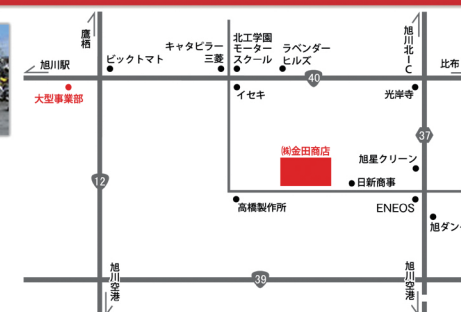 鷹栖
旭川北IC
旭川駅
比布
ビックトマト
キャタピラー
三菱
北工学園
モーター
スクール
ラベンダー
ヒルズ
40
大型事業部
イセキ
光岸寺
37
㈱金田商店
旭星クリーン
12
日新商事
高橋製作所
ENEOS
旭ダン
39
旭川空港
旭川空港